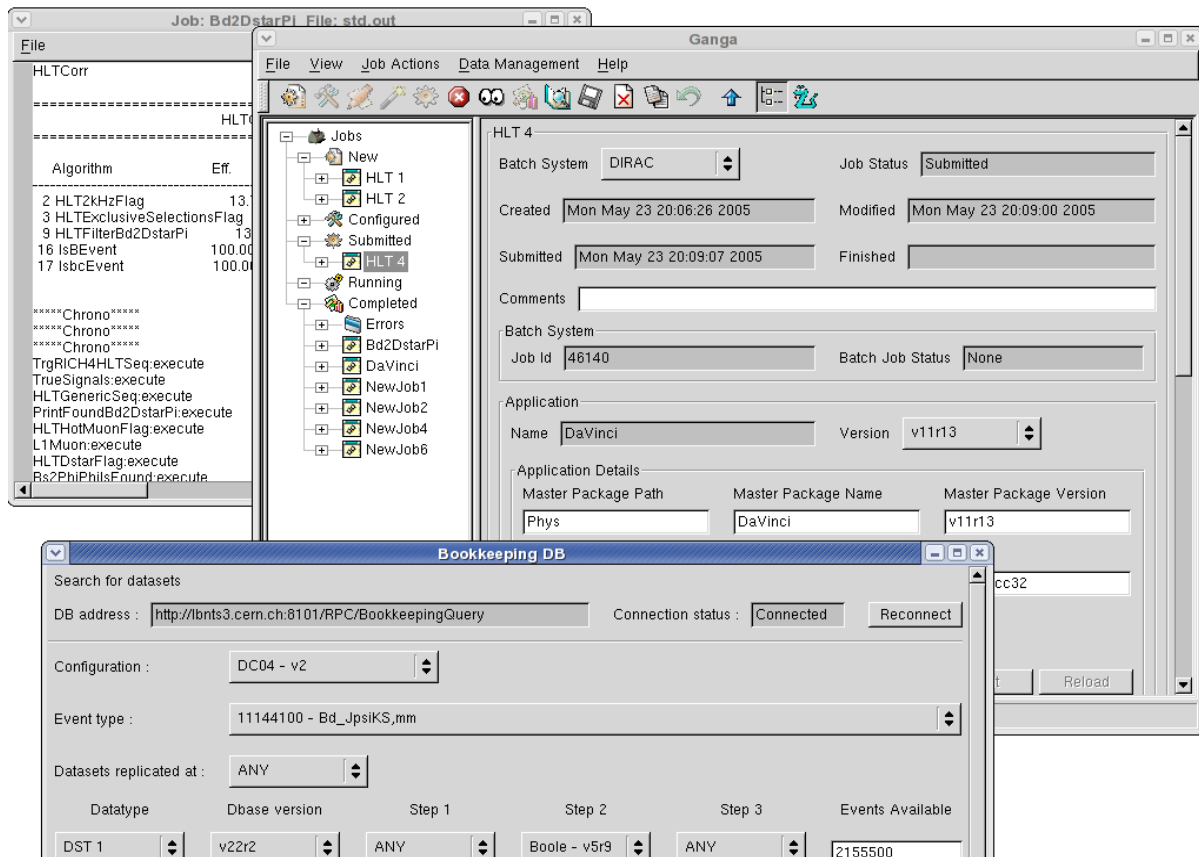 Job: Bd2DstarPi File: std.out
File
HLTCorr
==========================
HLT
==========================
Algorithm Eff.
2 HLT2kHzFlag 13.
3 HLTExclusiveSelectionsFlag
9 HLTFilterBd2DstarPi 13
16 IsBEvent 100.00
17 IsbcEvent 100.00
*****Chrono*****
*****Chrono*****
*****Chrono*****
TrgRICH4HLTSeq:execute
TrueSignals:execute
HLTGenericSeq:execute
PrintFoundBd2DstarPi:execute
HLTHotMuonFlag:execute
L1Muon:execute
HLTDstarFlag:execute
Bs2PhiPhiIsFound:execute
Ganga
File View Job Actions Data Management Help
Jobs
New
HLT 1
HLT 2
Configured
Submitted
HLT 4
Running
Completed
Errors
Bd2DstarPi
DaVinci
NewJob1
NewJob2
NewJob4
NewJob6
HLT 4
Batch System DIRAC Job Status Submitted
Created Mon May 23 20:06:26 2005 Modified Mon May 23 20:09:00 2005
Submitted Mon May 23 20:09:07 2005 Finished
Comments
Batch System
Job Id 46140 Batch Job Status None
Application
Name DaVinci Version v11r13
Application Details
Master Package Path Master Package Name Master Package Version
Phys DaVinci v11r13
cc32
t Reload
Bookkeeping DB
Search for datasets
DB address : http://lbnts3.cern.ch:8101/RPC/BookkeepingQuery Connection status : Connected Reconnect
Configuration : DC04 - v2
Event type : 11144100 - Bd_JpsiKS,mm
Datasets replicated at : ANY
Datatype Dbase version Step 1 Step 2 Step 3 Events Available
DST 1 v22r2 ANY Boole - v5r9 ANY 2155500